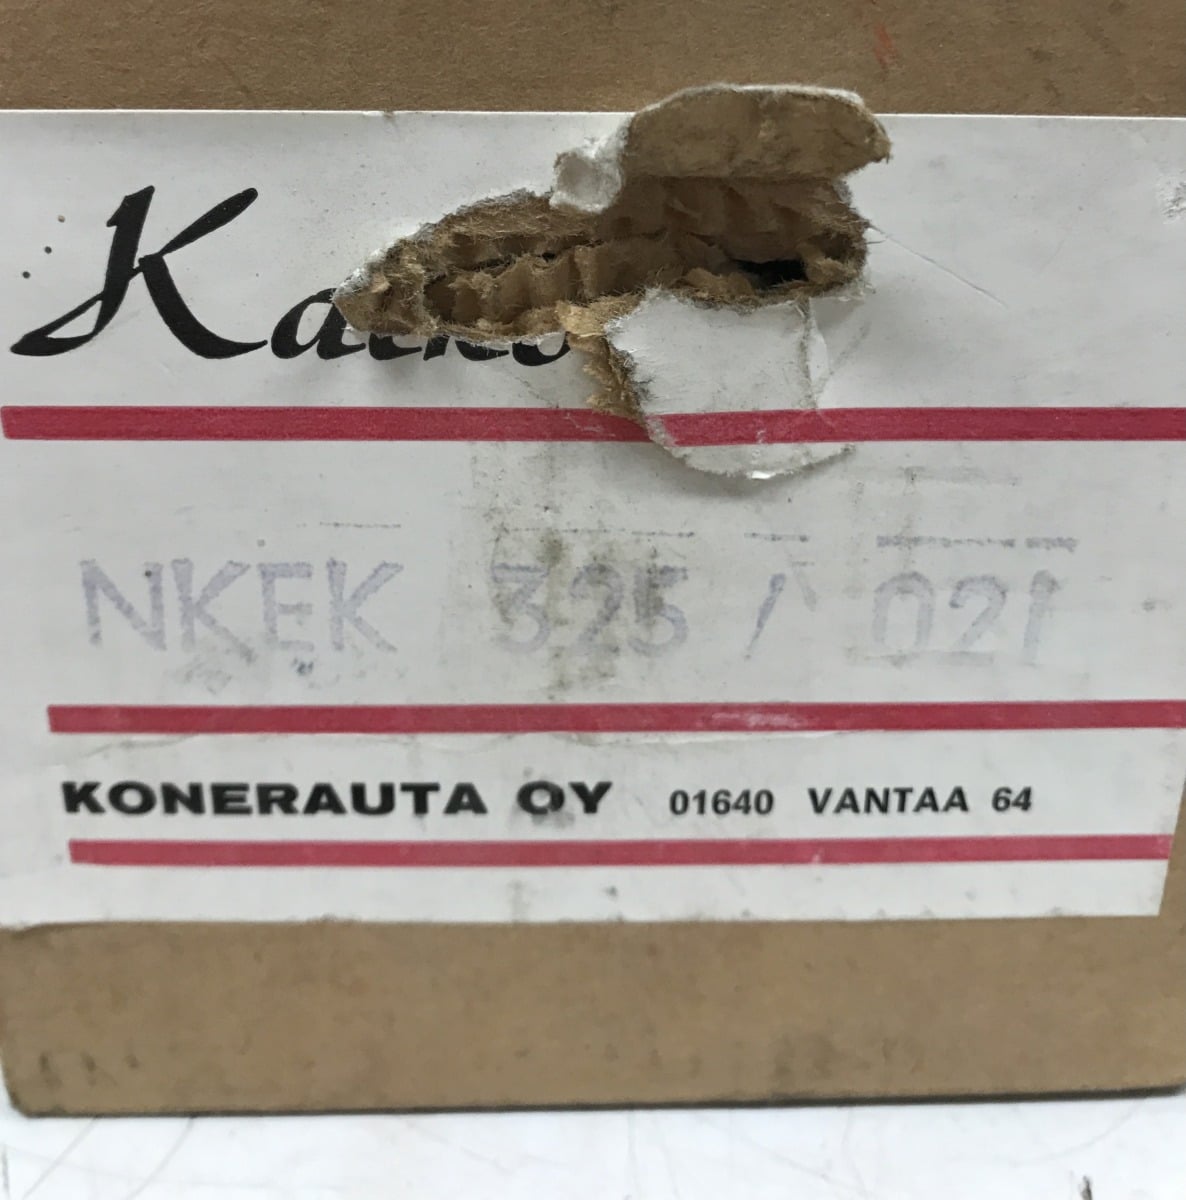 NKEK 325 / 021
KONERAUTA OY 01640 VANTAA 64